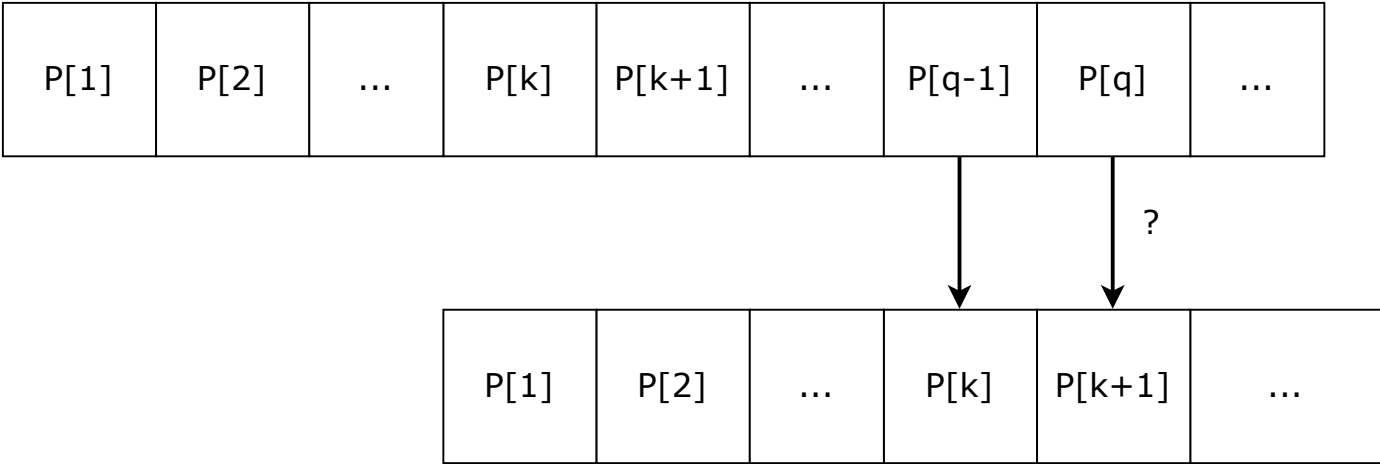 P[1] P[2] ... P[k] P[k+1] ... P[q-1] P[q] ...
?
P[1] P[2] ... P[k] P[k+1] ...